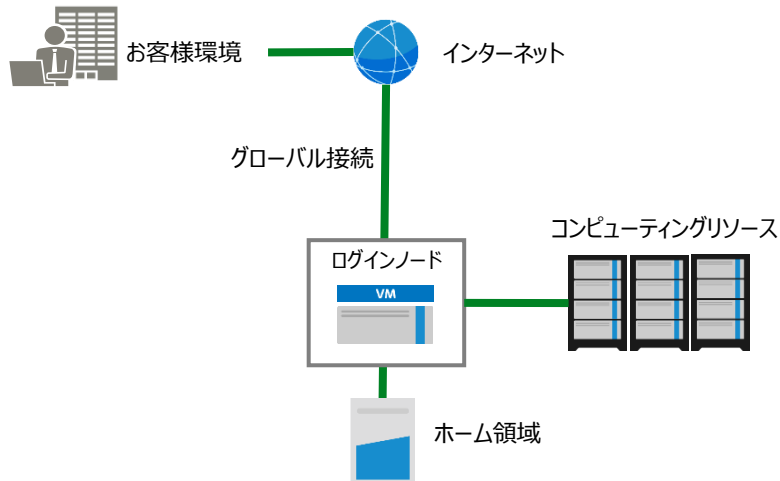 お客様環境
インターネット
グローバル接続
コンピューティングリソース
ログインノード
VM
ホーム領域